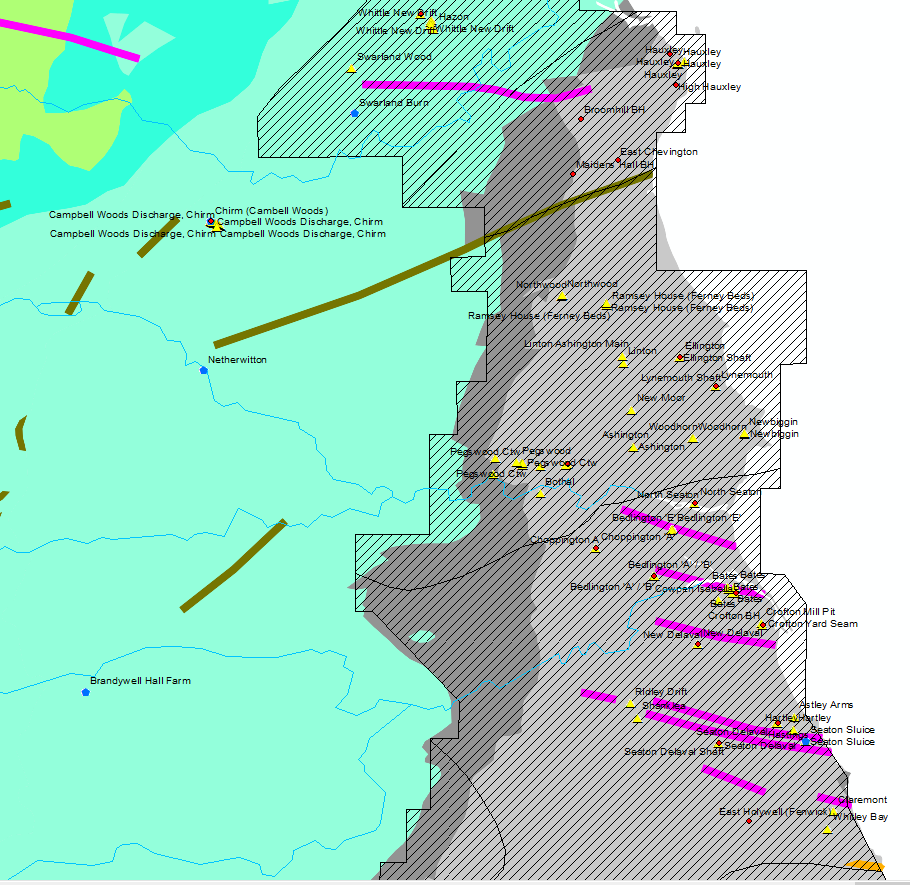 Whittle New Drift
Hazon
Whittle New Drift
Whittle New Drift
Swarland Wood
Hauxley
Hauxley
Hauxley
Hauxley
Hauxley
High Hauxley
Swarland Burn
Broomhill BH
East Chevington
Maidens Hall BH
Chirm (Cambell Woods)
Campbell Woods Discharge, Chirm
Campbell Woods Discharge, Chirm
Campbell Woods Discharge, Chirm
Campbell Woods Discharge, Chirm
Northwood
Northwood
Ramsey House (Ferney Beds)
Ramsey House (Ferney Beds)
Ramsey House (Ferney Beds)
Linton Ashington Main
Linton
Ellington
Ellington Shaft
Netherwitton
Lynemouth Shaft
Lynemouth
New Moor
Woodhorn
Woodhorn
Newbiggin
Newbiggin
Ashington
Ashington
Pegswood Ctw
Pegswood
Pegswood Ctw
Pegswood Ctw
Bothal
North Seaton
North Seaton
Bedlington 'E'
Bedlington 'E'
Choppington A
Choppington 'A'
Bedlington 'A' / 'B'
Bedlington 'A' / 'B'
Cowpen Isabella
Bates
Bates
Bates
Bates
Bates
Crofton BH
Crofton Mill Pit
Crofton Yard Seam
New Delaval
New Delaval
Brandywell Hall Farm
Ridley Drift
Shankles
Astley Arms
Hartley
Hartley
Seaton Delaval
Hastings
Seaton Sluice
Seaton Sluice
Seaton Delaval Shaft
Seaton Delaval
Claremont
East Holywell (Fenwick)
Whitley Bay